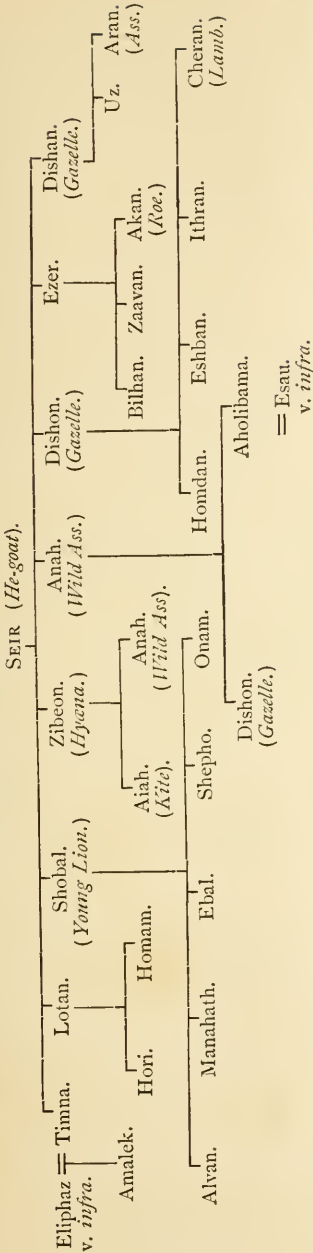 SEIR (He-goat).
Eliphaz = Timna. Lotan. Shobal. Zibeon. Anah. Dishon. Ezer. Dishan.
v. infra. (Young Lion.) (Hyæna.) (Wild Ass.) (Gazelle.) (Gazelle.)
Amalek. Hori. Homam. Aiah. Anah. Bilhan. Zaavan. Akan. Uz. Aran.
(Kite.) (Wild Ass). (Roe.) (Ass.)
Alvan. Manahath. Ebal. Shepho. Onam. Homdan. Eshban. Ithran. Cheran.
(Lamb.)
Dishon. Aholibama.
(Gazelle.)
= Esau.
v. infra.